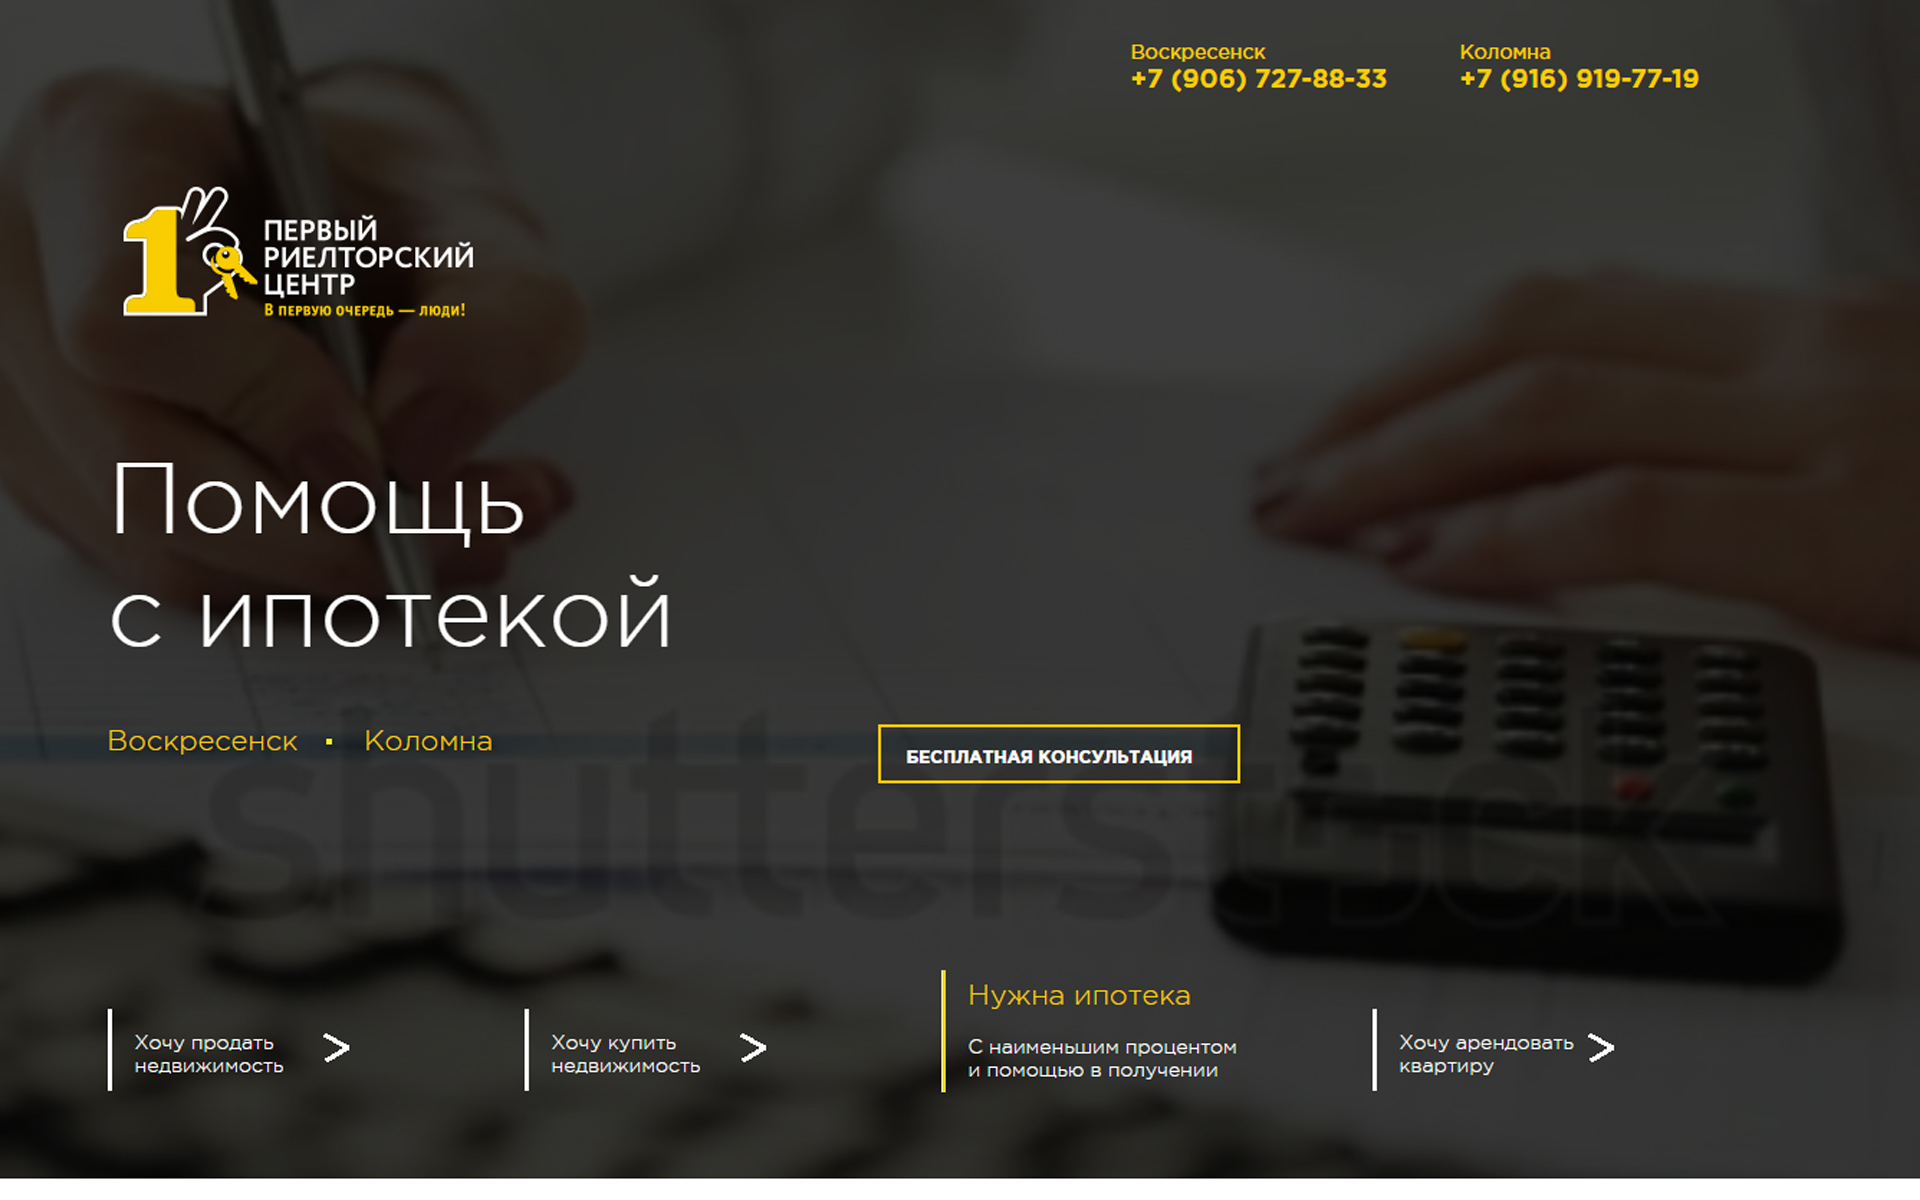 Воскресенск
+7 (906) 727-88-33
Коломна
+7 (916) 919-77-19
1
ПЕРВЫЙ
РИЕЛТОРСКИЙ
ЦЕНТР
В ПЕРВУЮ ОЧЕРЕДЬ — ЛЮДИ!
Помощь
с ипотекой
Воскресенск ▪ Коломна
БЕСПЛАТНАЯ КОНСУЛЬТАЦИЯ
shutterstock
Хочу продать
недвижимость
Хочу купить
недвижимость
Нужна ипотека
С наименьшим процентом
и помощью в получении
Хочу арендовать
квартиру